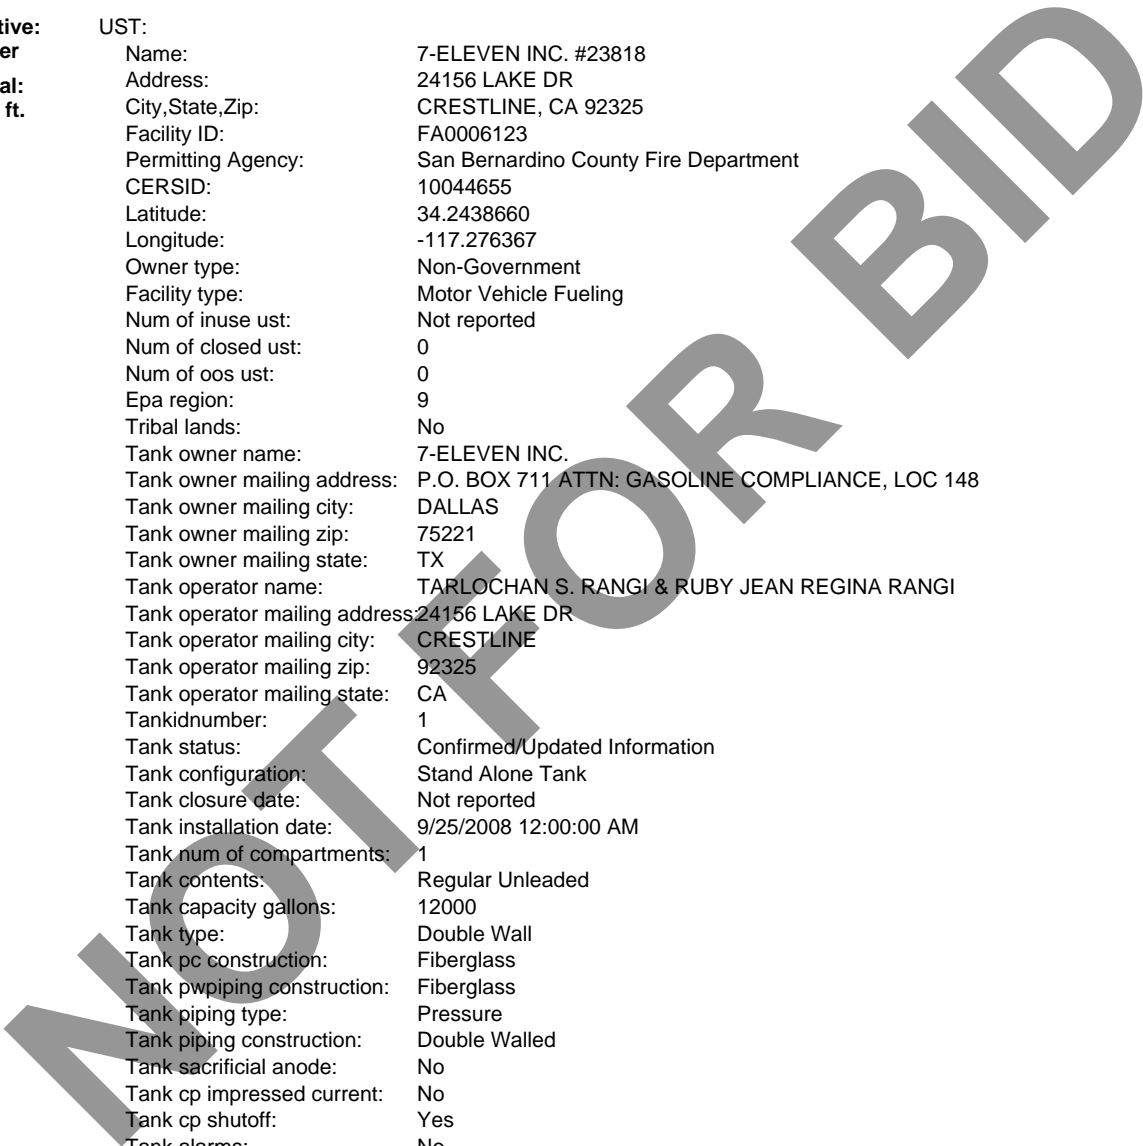 tive:
er
al:
ft.
UST:
Name: 7-ELEVEN INC. #23818
Address: 24156 LAKE DR
City,State,Zip: CRESTLINE, CA 92325
Facility ID: FA0006123
Permitting Agency: San Bernardino County Fire Department
CERSID: 10044655
Latitude: 34.2438660
Longitude: -117.276367
Owner type: Non-Government
Facility type: Motor Vehicle Fueling
Num of inuse ust: Not reported
Num of closed ust: 0
Num of oos ust: 0
Epa region: 9
Tribal lands: No
Tank owner name: 7-ELEVEN INC.
Tank owner mailing address: P.O. BOX 711 ATTN: GASOLINE COMPLIANCE, LOC 148
Tank owner mailing city: DALLAS
Tank owner mailing zip: 75221
Tank owner mailing state: TX
Tank operator name: TARLOCHAN S. RANGI & RUBY JEAN REGINA RANGI
Tank operator mailing address:24156 LAKE DR
Tank operator mailing city: CRESTLINE
Tank operator mailing zip: 92325
Tank operator mailing state: CA
Tankidnumber: 1
Tank status: Confirmed/Updated Information
Tank configuration: Stand Alone Tank
Tank closure date: Not reported
Tank installation date: 9/25/2008 12:00:00 AM
Tank num of compartments: 1
Tank contents: Regular Unleaded
Tank capacity gallons: 12000
Tank type: Double Wall
Tank pc construction: Fiberglass
Tank pwpiping construction: Fiberglass
Tank piping type: Pressure
Tank piping construction: Double Walled
Tank sacrificial anode: No
Tank cp impressed current: No
Tank cp shutoff: Yes
Tank alarms: No
NOT FOR BID